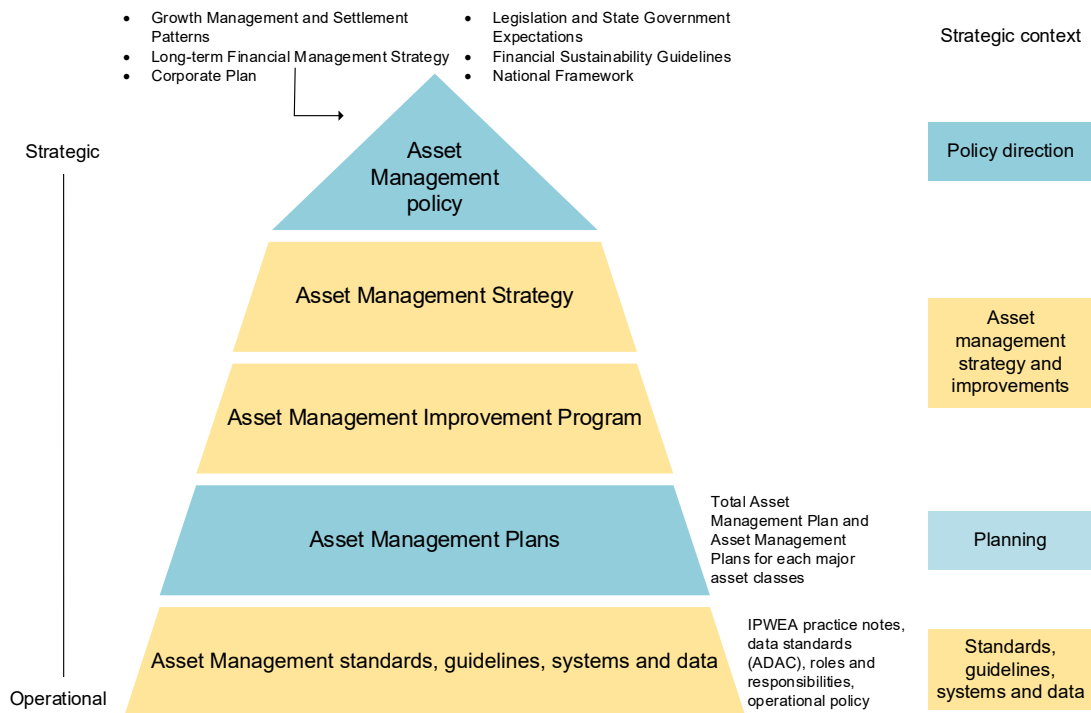 • Growth Management and Settlement
Patterns
• Long-term Financial Management Strategy
• Corporate Plan
• Legislation and State Government
Expectations
• Financial Sustainability Guidelines
• National Framework
Strategic context
Strategic
Asset
Management
policy
Policy direction
Asset Management Strategy
Asset
management
strategy and
improvements
Asset Management Improvement Program
Asset Management Plans
Total Asset
Management Plan and
Asset Management
Plans for each major
asset classes
Planning
Asset Management standards, guidelines, systems and data
IPWEA practice notes,
data standards
(ADAC), roles and
responsibilities,
operational policy
Standards,
guidelines,
systems and data
Operational